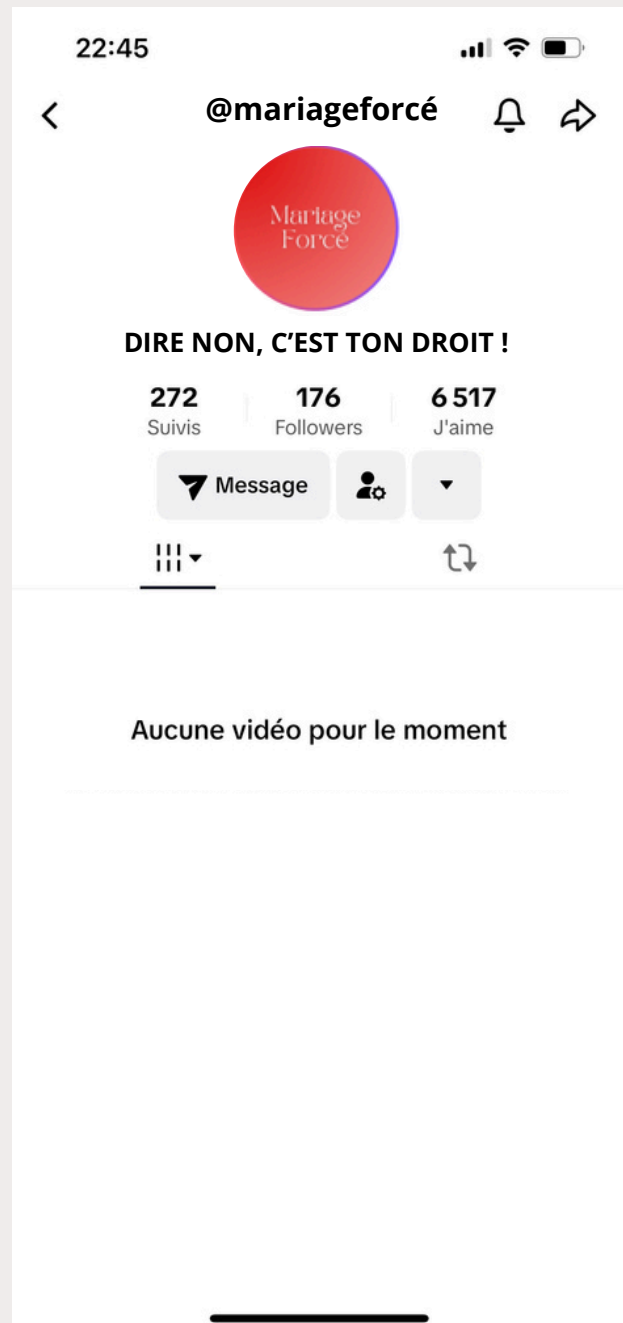 22:45
@mariageforcé
Mariage
Forcé
DIRE NON, C'EST TON DROIT !
272 176 6 517
Suivis Followers J'aime
Message
Aucune vidéo pour le moment